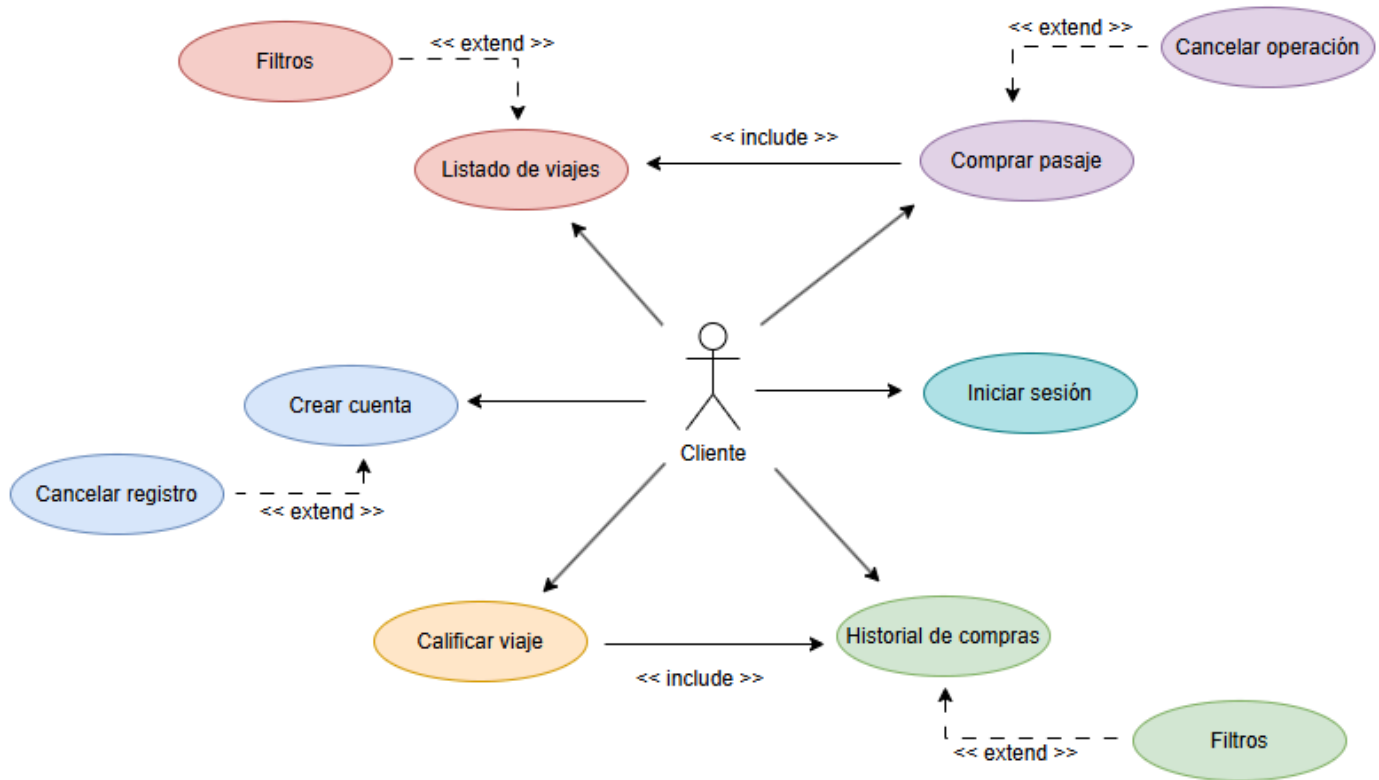 << extend >>
<< extend >>
Filtros
Cancelar operación
<< include >>
Listado de viajes
Comprar pasaje
Crear cuenta
Iniciar sesión
Cliente
Cancelar registro
<< extend >>
Calificar viaje
Historial de compras
<< include >>
<< extend >>
Filtros